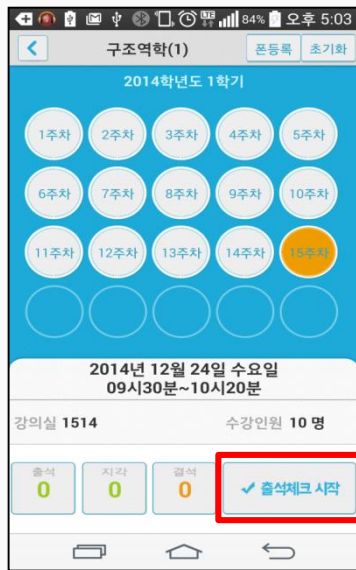 LTE 84% 오후 5:03
구조역학(1) 폰등록 초기화
2014학년도 1학기
1주차 2주차 3주차 4주차 5주차
6주차 7주차 8주차 9주차 10주차
11주차 12주차 13주차 14주차 15주차
2014년 12월 24일 수요일
09시30분~10시20분
강의실 1514 수강인원 10 명
출석 지각 결석
0 0 0 ✓ 출석체크 시작